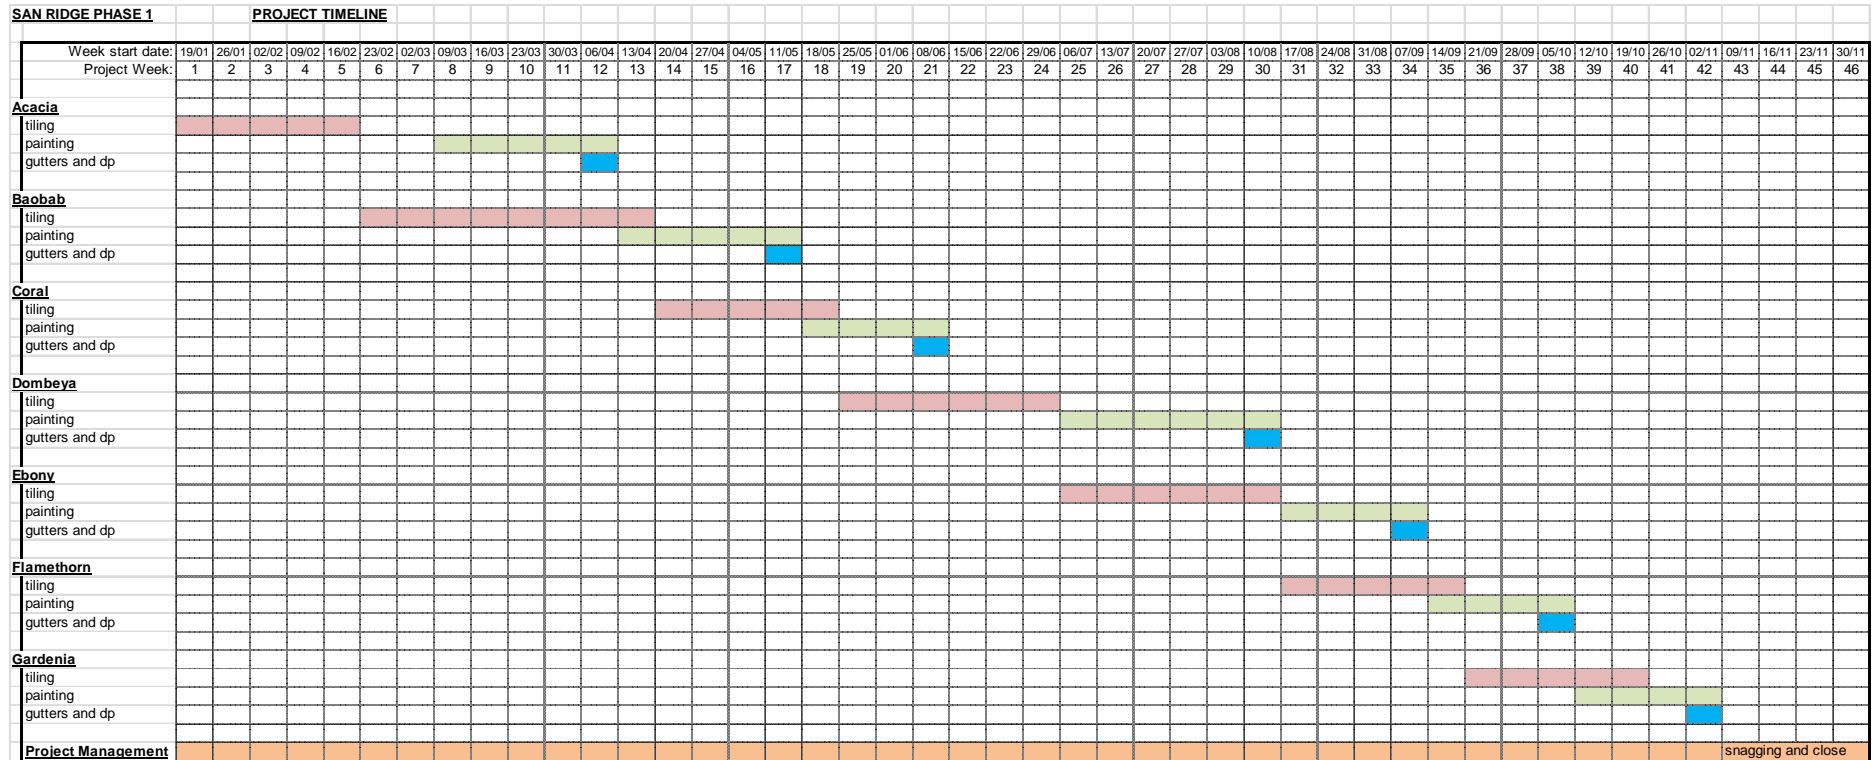 SAN RIDGE PHASE 1 PROJECT TIMELINE
Week start date: 19/01 26/01 02/02 09/02 16/02 23/02 02/03 09/03 16/03 23/03 30/03 06/04 13/04 20/04 27/04 04/05 11/05 18/05 25/05 01/06 08/06 15/06 22/06 29/06 06/07 13/07 20/07 27/07 03/08 10/08 17/08 24/08 31/08 07/09 14/09 21/09 28/09 05/10 12/10 19/10 26/10 02/11 09/11 16/11 23/11 30/11
Project Week: 1 2 3 4 5 6 7 8 9 10 11 12 13 14 15 16 17 18 19 20 21 22 23 24 25 26 27 28 29 30 31 32 33 34 35 36 37 38 39 40 41 42 43 44 45 46
Acacia
tiling
painting
gutters and dp
Baobab
tiling
painting
gutters and dp
Coral
tiling
painting
gutters and dp
Dombeya
tiling
painting
gutters and dp
Ebony
tiling
painting
gutters and dp
Flamethorn
tiling
painting
gutters and dp
Gardenia
tiling
painting
gutters and dp
Project Management snagging and close